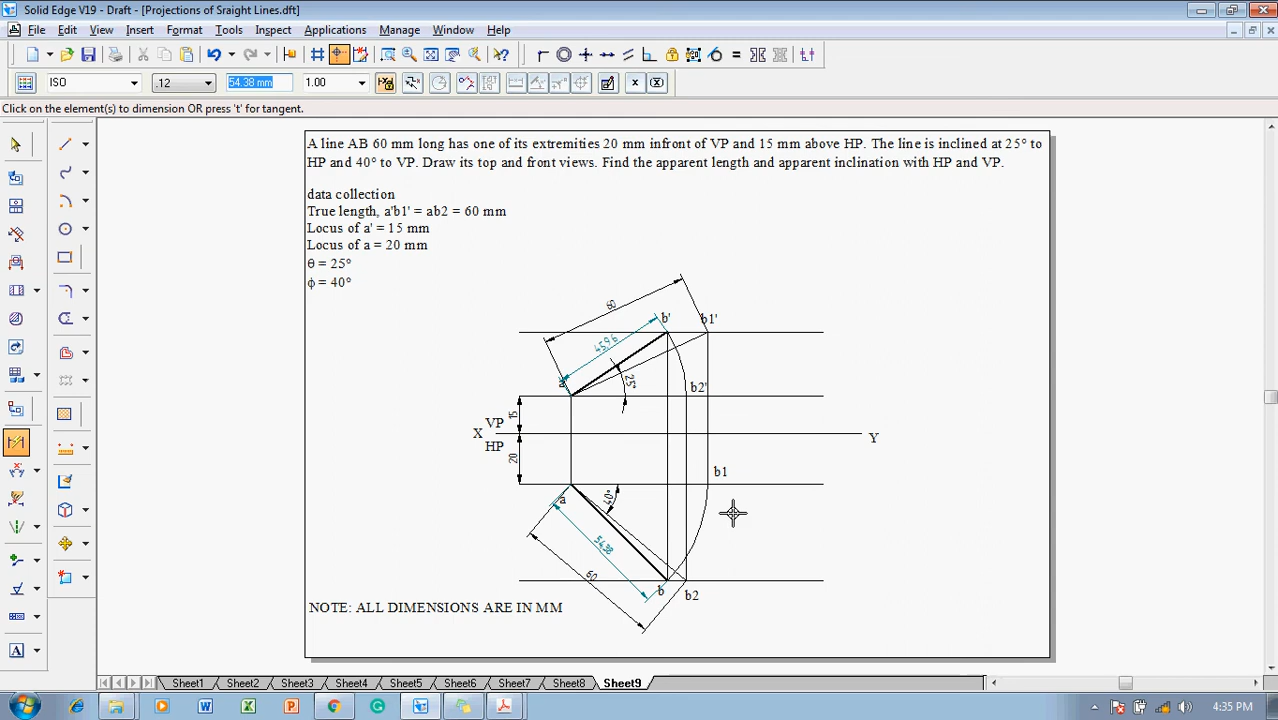 Solid Edge V19 - Draft - [Projections of Sraight Lines.dft]
File Edit View Insert Format Tools Inspect Applications Manage Window Help
ISO .12 54.38 mm 1.00
Click on the element(s) to dimension OR press 't' for tangent.
A line AB 60 mm long has one of its extremities 20 mm infront of VP and 15 mm above HP. The line is inclined at 25° to
HP and 40° to VP. Draw its top and front views. Find the apparent length and apparent inclination with HP and VP.
data collection
True length, a'b1' = ab2 = 60 mm
Locus of a' = 15 mm
Locus of a = 20 mm
θ = 25°
ϕ = 40°
60
b' b1'
45,96
a'
25°
b2'
15
VP
X Y
HP
20
b1
a
40°
54,38
60
b b2
NOTE: ALL DIMENSIONS ARE IN MM
Sheet1 Sheet2 Sheet3 Sheet4 Sheet5 Sheet6 Sheet7 Sheet8 Sheet9
4:35 PM